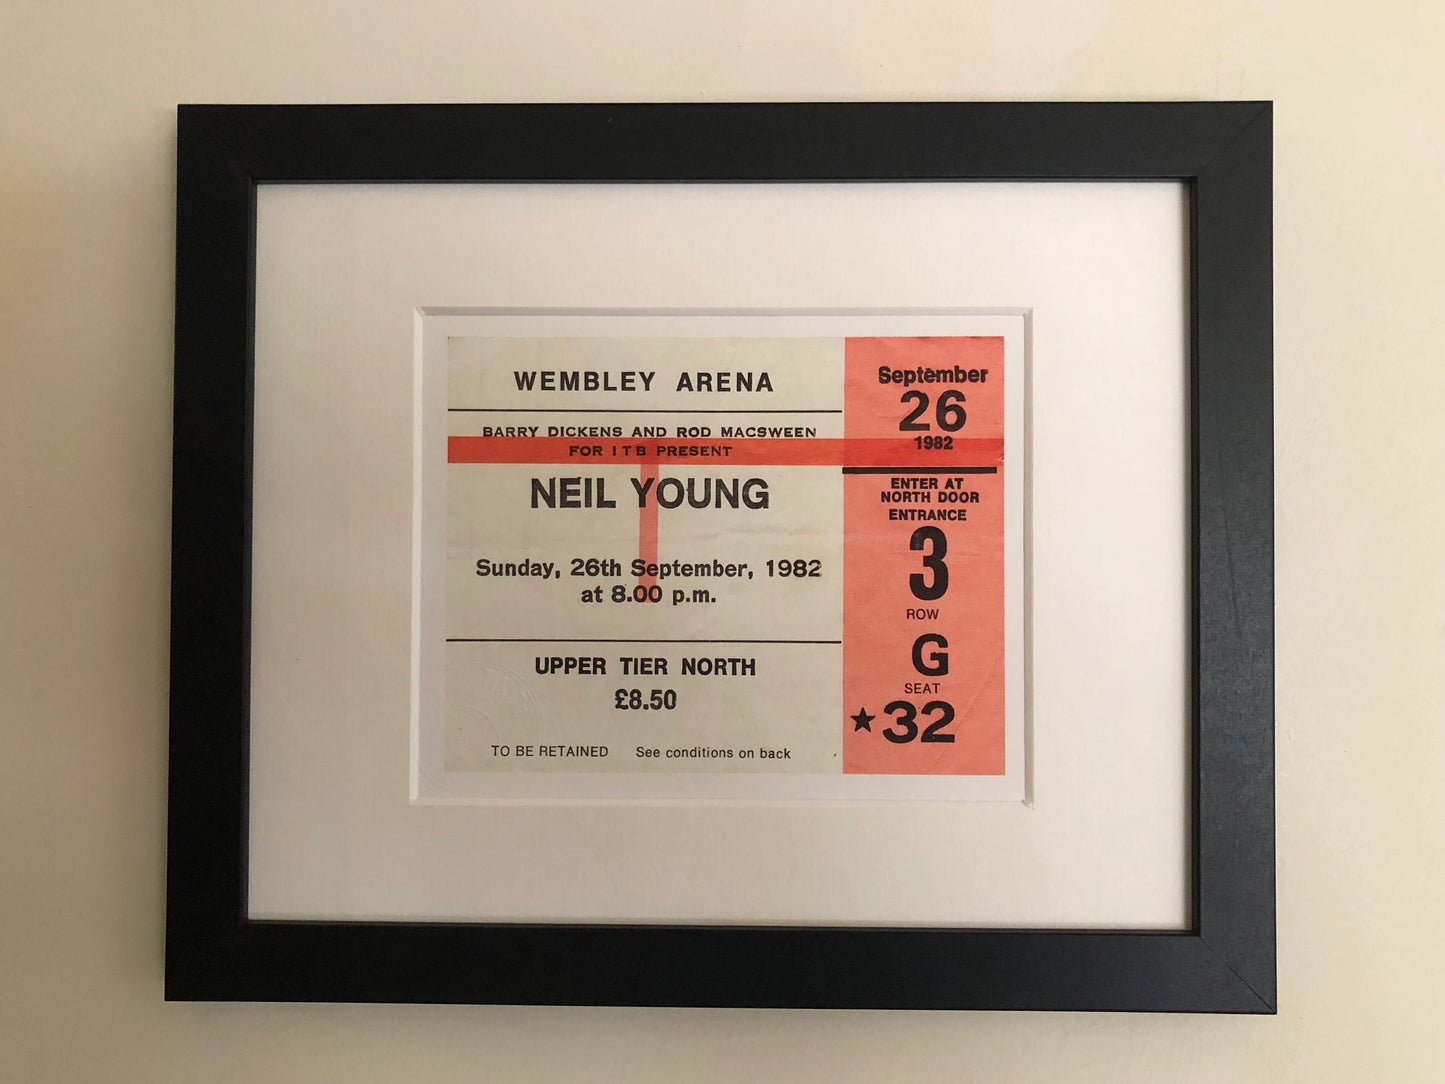 WEMBLEY ARENA
BARRY DICKENS AND ROD MACSWEEN
FOR ITB PRESENT
NEIL YOUNG
Sunday, 26th September, 1982
at 8.00 p.m.
UPPER TIER NORTH
£8.50
TO BE RETAINED See conditions on back
September
26
1982
ENTER AT
NORTH DOOR
ENTRANCE
3
ROW
G
SEAT
★32